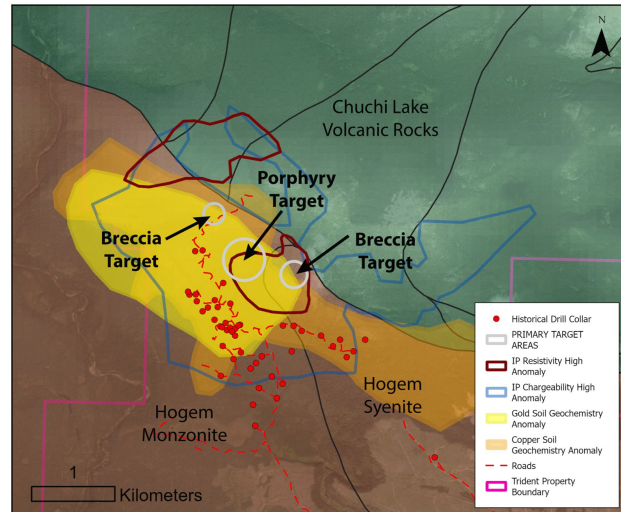 N
Chuchi Lake
Volcanic Rocks
Porphyry
Target
Breccia
Target
Breccia
Target
Hogem
Syenite
Hogem
Monzonite
1
Kilometers
Historical Drill Collar
PRIMARY TARGET
AREAS
IP Resistivity High
Anomaly
IP Chargeability High
Anomaly
Gold Soil Geochemistry
Anomaly
Copper Soil
Geochemistry Anomaly
Roads
Trident Property
Boundary